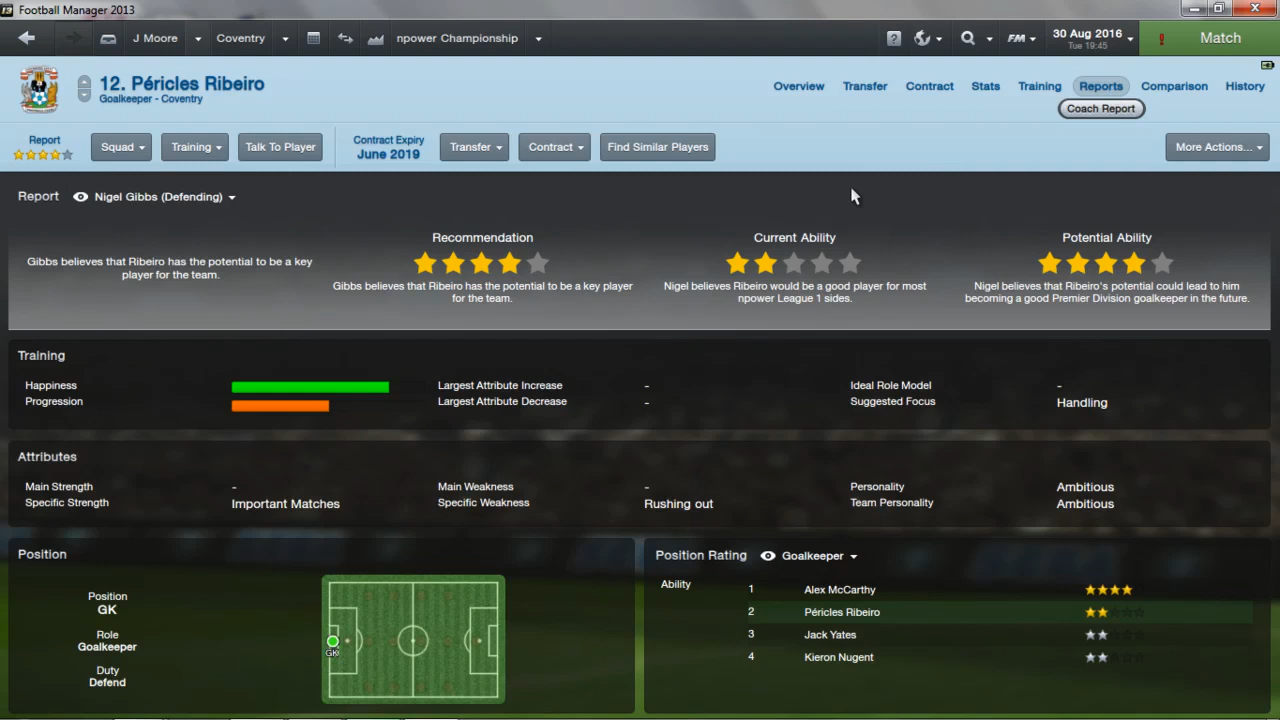 Football Manager 2013
J Moore
Coventry
npower Championship
FM
30 Aug 2016
Tue 19:45
Match
12. Péricles Ribeiro
Goalkeeper - Coventry
Overview
Transfer
Contract
Stats
Training
Reports
Comparison
History
Coach Report
Report
Squad
Training
Talk To Player
Contract Expiry
June 2019
Transfer
Contract
Find Similar Players
More Actions...
Report
Nigel Gibbs (Defending)
Gibbs believes that Ribeiro has the potential to be a key
player for the team.
Recommendation
Gibbs believes that Ribeiro has the potential to be a key player
for the team.
Current Ability
Nigel believes Ribeiro would be a good player for most
npower League 1 sides.
Potential Ability
Nigel believes that Ribeiro's potential could lead to him
becoming a good Premier Division goalkeeper in the future.
Training
Happiness
Progression
Largest Attribute Increase -
Largest Attribute Decrease -
Ideal Role Model -
Suggested Focus Handling
Attributes
Main Strength -
Specific Strength Important Matches
Main Weakness -
Specific Weakness Rushing out
Personality Ambitious
Team Personality Ambitious
Position
Position
GK
Role
Goalkeeper
Duty
Defend
GK
Position Rating
Goalkeeper
Ability
1 Alex McCarthy
2 Péricles Ribeiro
3 Jack Yates
4 Kieron Nugent